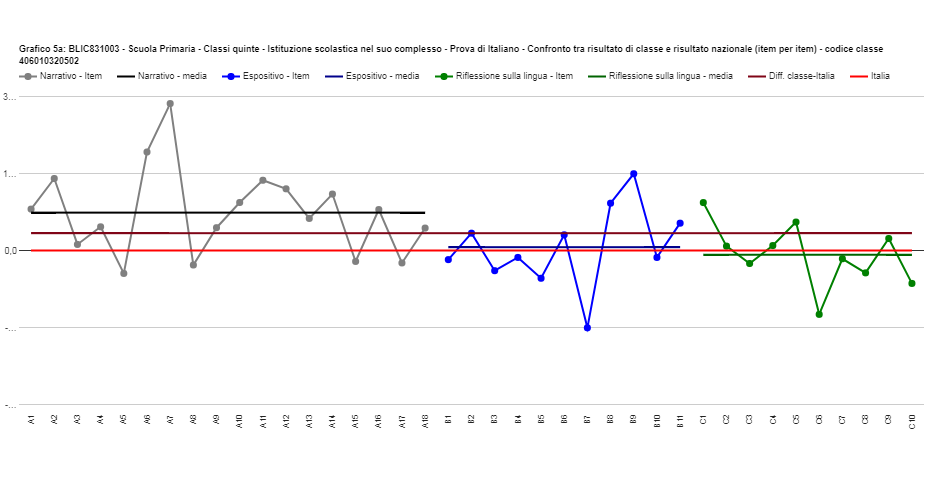 Grafico 5a: BLIC831003 - Scuola Primaria - Classi quinte - Istituzione scolastica nel suo complesso - Prova di Italiano - Confronto tra risultato di classe e risultato nazionale (item per item) - codice classe
406010320502
Narrativo - Item Narrativo - media Espositivo - Item Espositivo - media Riflessione sulla lingua - Item Riflessione sulla lingua - media Diff. classe-Italia Italia
3...
1...
0.0
-...
-...
A1 A2 A3 A4 A5 A6 A7 A8 A9 A10 A11 A12 A13 A14 A15 A16 A17 A18 B1 B2 B3 B4 B5 B6 B7 B8 B9 B10 B11 C1 C2 C3 C4 C5 C6 C7 C8 C9 C10